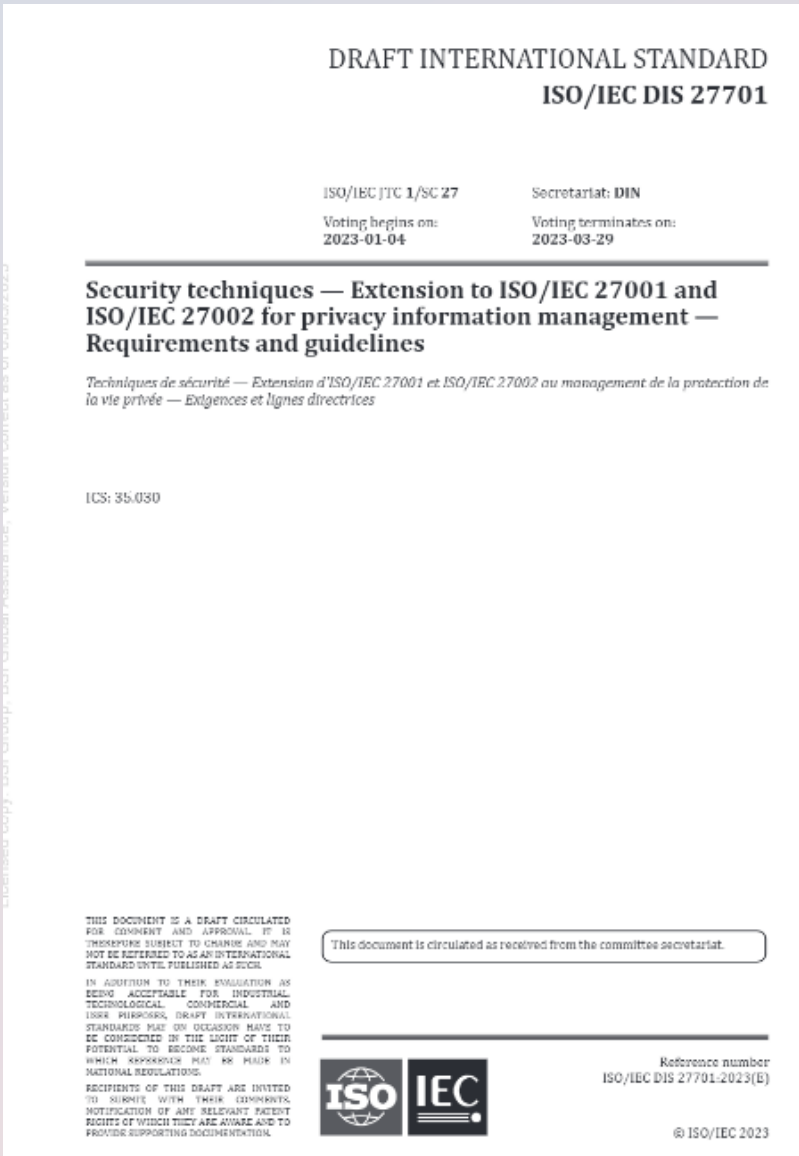 DRAFT INTERNATIONAL STANDARD
ISO/IEC DIS 27701
ISO/IEC JTC 1/SC 27
Secretariat: DIN
Voting begins on:
2023-01-04
Voting terminates on:
2023-03-29
Security techniques — Extension to ISO/IEC 27001 and
ISO/IEC 27002 for privacy information management —
Requirements and guidelines
Techniques de sécurité — Extension d'ISO/IEC 27001 et ISO/IEC 27002 au management de la protection de
la vie privée — Exigences et lignes directrices
ICS: 35.030
THIS DOCUMENT IS A DRAFT CIRCULATED
FOR COMMENT AND APPROVAL. IT IS
THEREFORE SUBJECT TO CHANGE AND MAY
NOT BE REFERRED TO AS AN INTERNATIONAL
STANDARD UNTIL PUBLISHED AS SUCH.
IN ADDITION TO THEIR EVALUATION AS
BEING ACCEPTABLE FOR INDUSTRIAL,
TECHNOLOGICAL, COMMERCIAL AND
USER PURPOSES, DRAFT INTERNATIONAL
STANDARDS MAY ON OCCASION HAVE TO
BE CONSIDERED IN THE LIGHT OF THEIR
POTENTIAL TO BECOME STANDARDS TO
WHICH REFERENCE MAY BE MADE IN
NATIONAL REGULATIONS.
RECIPIENTS OF THIS DRAFT ARE INVITED
TO SUBMIT, WITH THEIR COMMENTS,
NOTIFICATION OF ANY RELEVANT PATENT
RIGHTS OF WHICH THEY ARE AWARE AND TO
PROVIDE SUPPORTING DOCUMENTATION.
This document is circulated as received from the committee secretariat.
ISO
IEC
Reference number
ISO/IEC DIS 27701:2023(E)
© ISO/IEC 2023